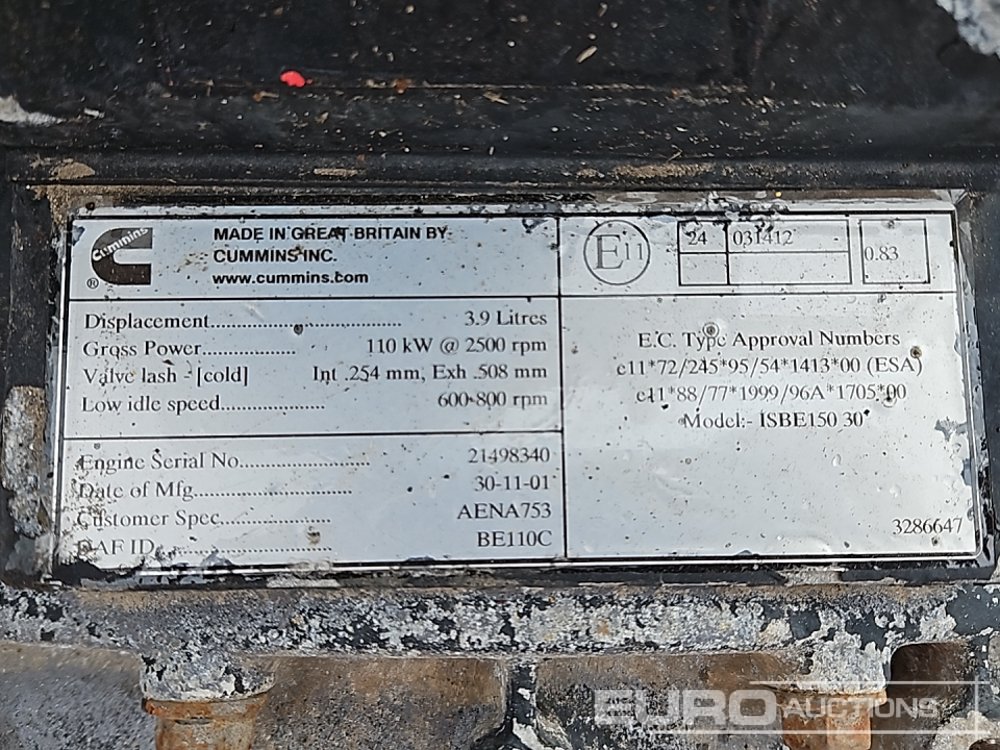 Cummins
®
MADE IN GREAT BRITAIN BY
CUMMINS INC.
www.cummins.com
E11
24 031412
0.83
Displacement.................................... 3.9 Litres
Gross Power.................. 110 kW @ 2500 rpm
Valve lash - [cold] Int .254 mm, Exh .508 mm
Low idle speed.................... 600-800 rpm
Engine Serial No......................... 21498340
Date of Mfg.............................. 30-11-01
Customer Spec..................... AENA753
DAF ID................................ BE110C
E.C. Type Approval Numbers
e11*72/245*95/54*1413*00 (ESA)
e11*88/77*1999/96A*1705*00
Model:- ISBE150 30
3286647
EURO AUCTIONS